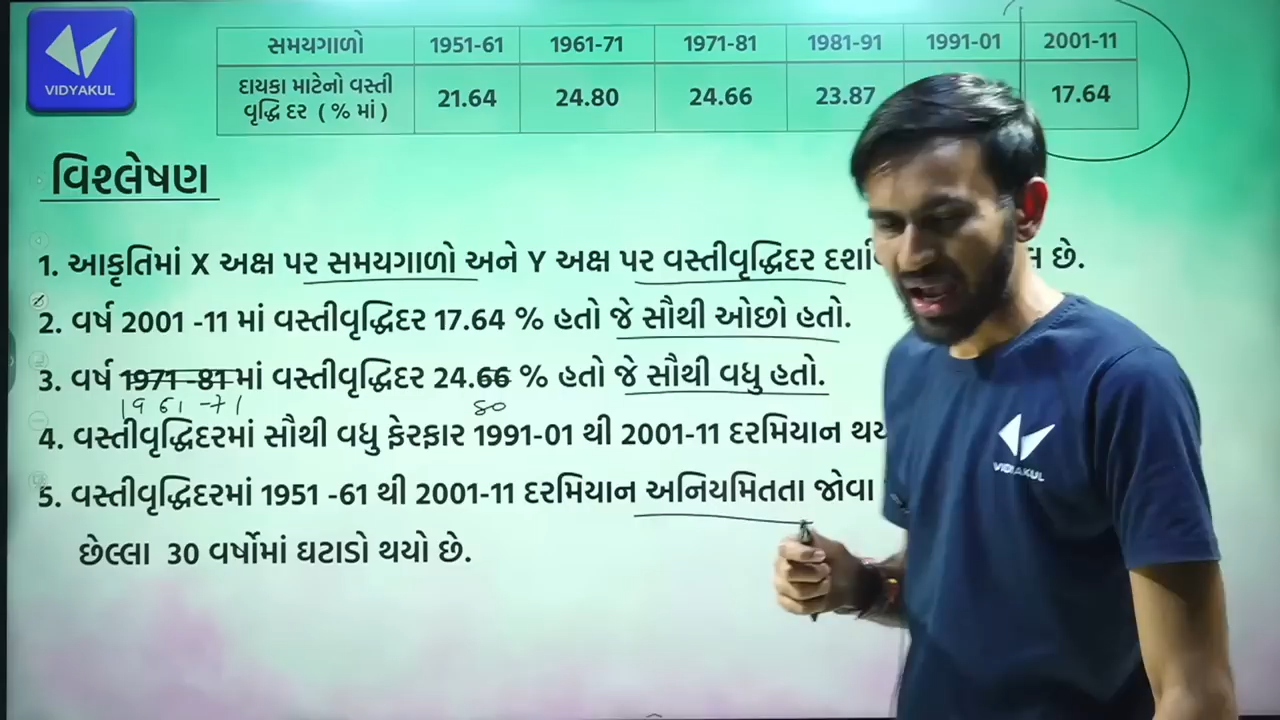 VIDYAKUL
સમયગાળો 1951-61 1961-71 1971-81 1981-91 1991-01 2001-11
દાયકા માટેનો વસ્તી વૃદ્ધિ દર ( % માં ) 21.64 24.80 24.66 23.87 17.64
વિશ્લેષણ
1. આકૃતિમાં X અક્ષ પર સમયગાળો અને Y અક્ષ પર વસ્તીવૃદ્ધિદર છે.
2. વર્ષ 2001 -11 માં વસ્તીવૃદ્ધિદર 17.64 % હતો જે સૌથી ઓછો હતો.
3. વર્ષ 1971 -81 માં વસ્તીવૃદ્ધિદર 24.66 % હતો જે સૌથી વધુ હતો.
1961-71 80
4. વસ્તીવૃદ્ધિદરમાં સૌથી વધુ ફેરફાર 1991-01 થી 2001-11 દરમિયાન
5. વસ્તીવૃદ્ધિદરમાં 1951 -61 થી 2001-11 દરમિયાન અનિયમિતતા જોવા
છેલ્લા 30 વર્ષોમાં ઘટાડો થયો છે.
VIDYAKUL